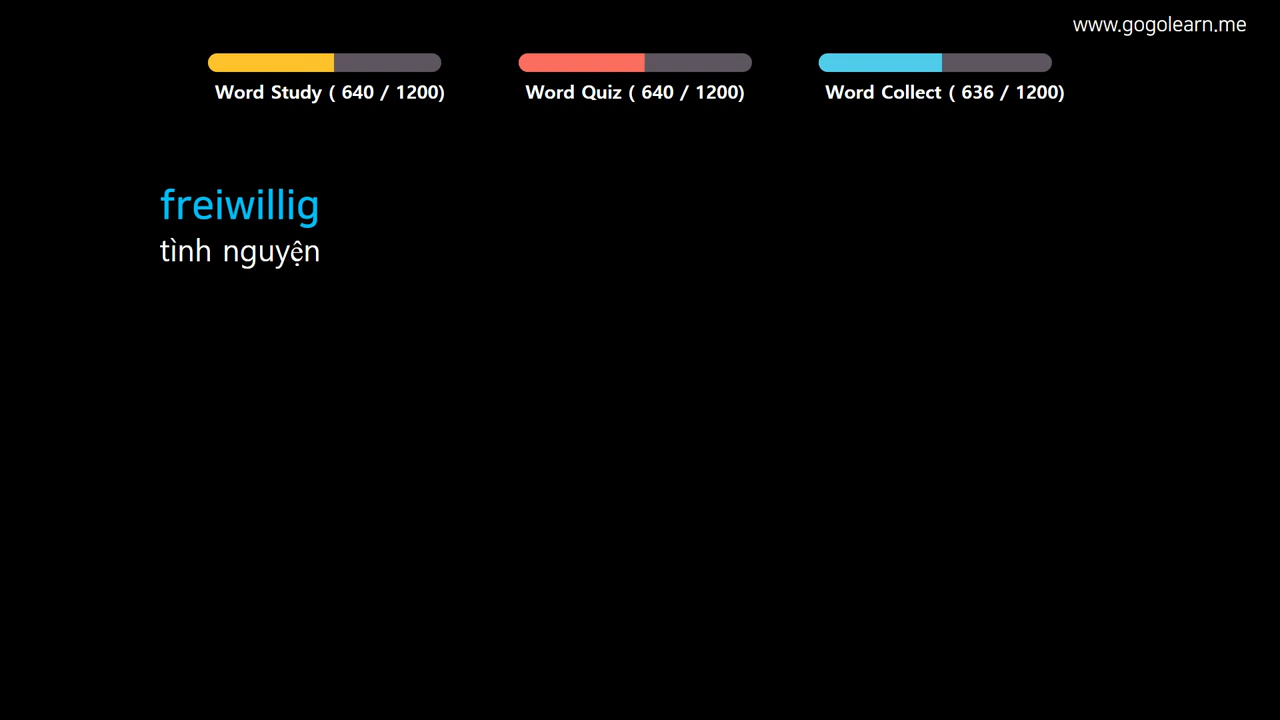 www.gogolearn.me
Word Study ( 640 / 1200)
Word Quiz ( 640 / 1200)
Word Collect ( 636 / 1200)
freiwillig
tình nguyện